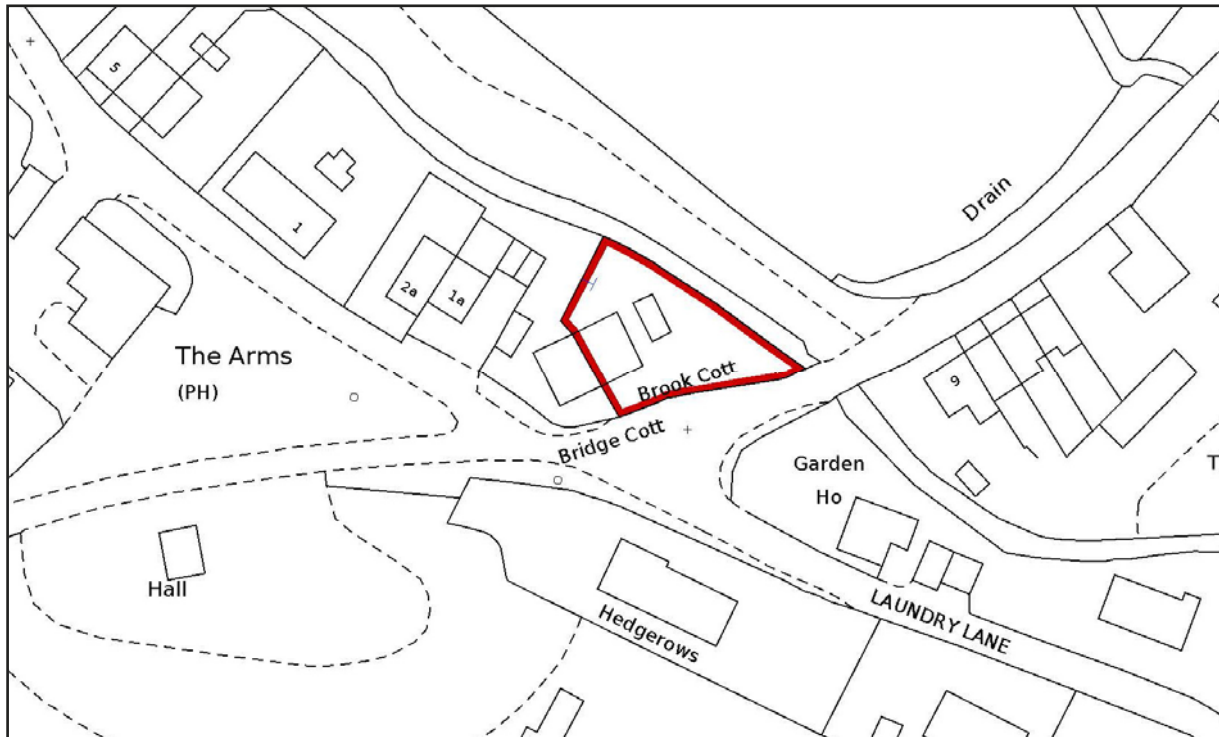 5
1
2a
1a
Drain
The Arms
(PH)
Brook Cott
Bridge Cott
9
Garden
Ho
T
Hall
Hedgerows
LAUNDRY LANE